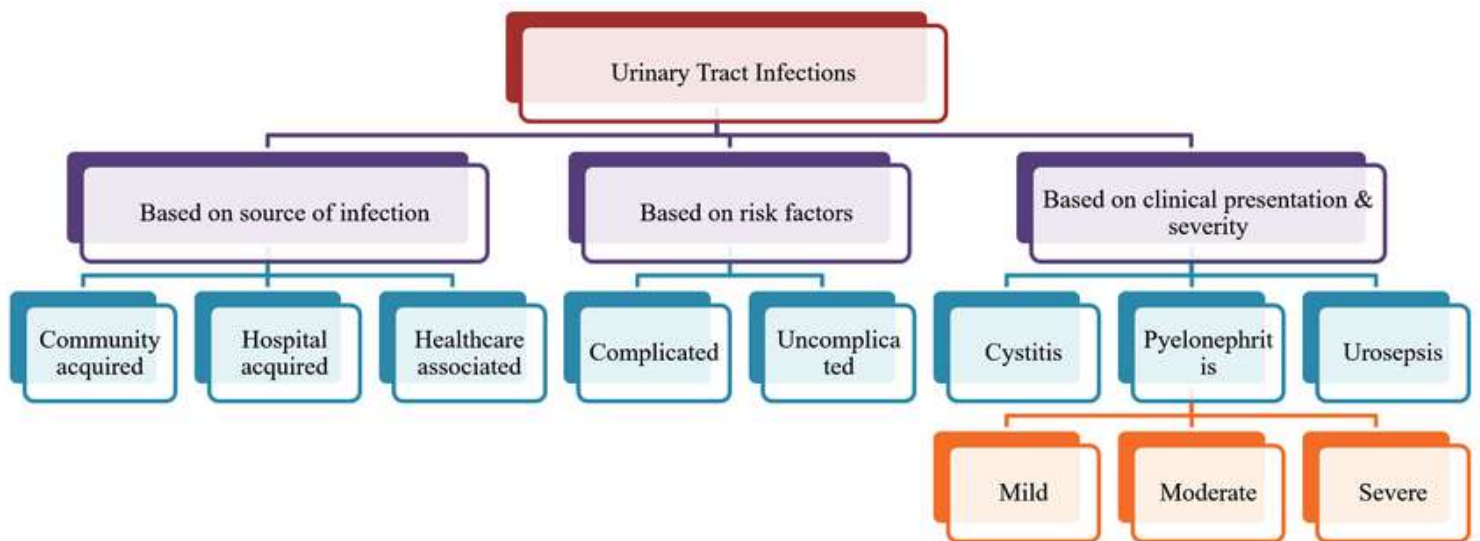 Urinary Tract Infections
Based on source of infection
Based on risk factors
Based on clinical presentation &
severity
Community
acquired
Hospital
acquired
Healthcare
associated
Complicated
Uncomplica
ted
Cystitis
Pyelonephrit
is
Urosepsis
Mild
Moderate
Severe